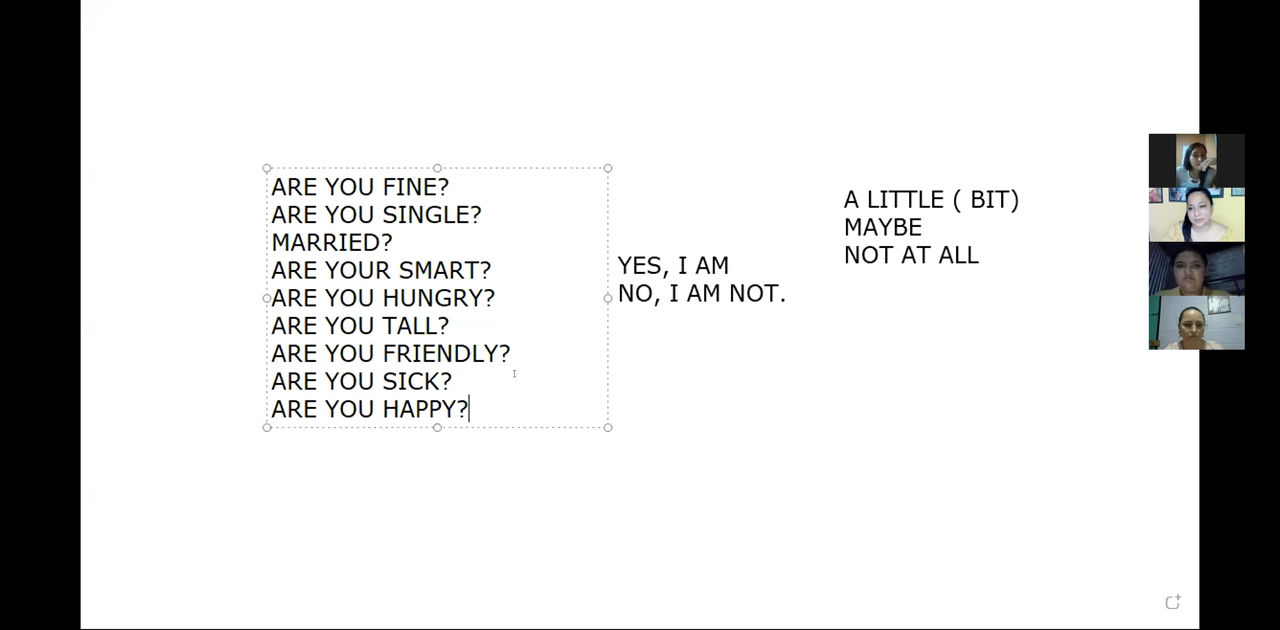 ARE YOU FINE?
ARE YOU SINGLE?
MARRIED?
ARE YOUR SMART?
ARE YOU HUNGRY?
ARE YOU TALL?
ARE YOU FRIENDLY?
ARE YOU SICK?
ARE YOU HAPPY?
YES, I AM
NO, I AM NOT.
A LITTLE ( BIT)
MAYBE
NOT AT ALL